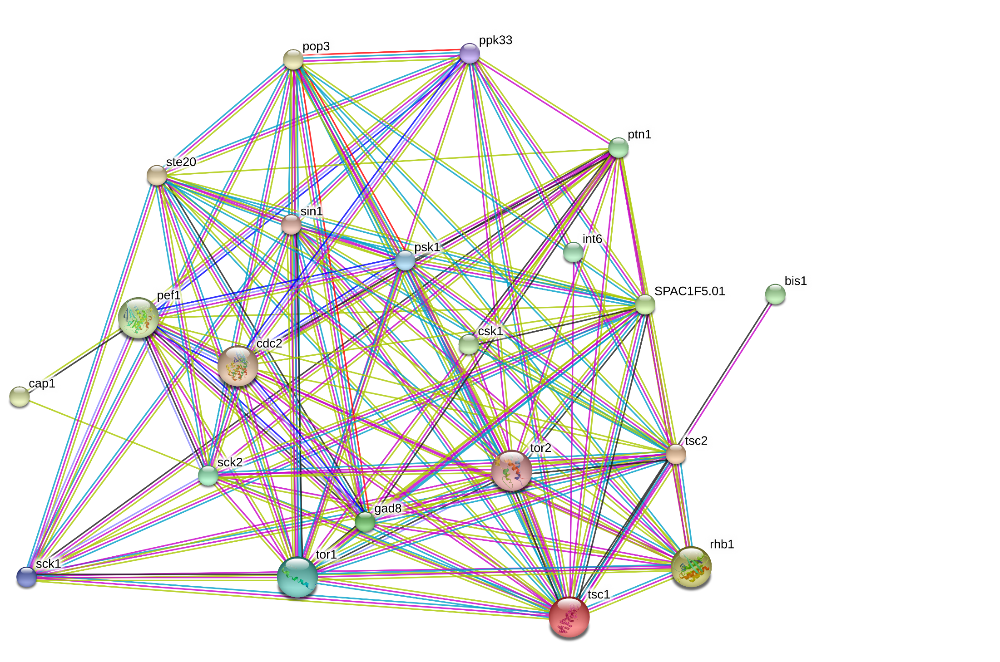 ppk33
pop3
ptn1
ste20
sin1
int6
psk1
bis1
SPAC1F5.01
pef1
csk1
cdc2
cap1
tsc2
tor2
sck2
gad8
rhb1
tor1
sck1
tsc1